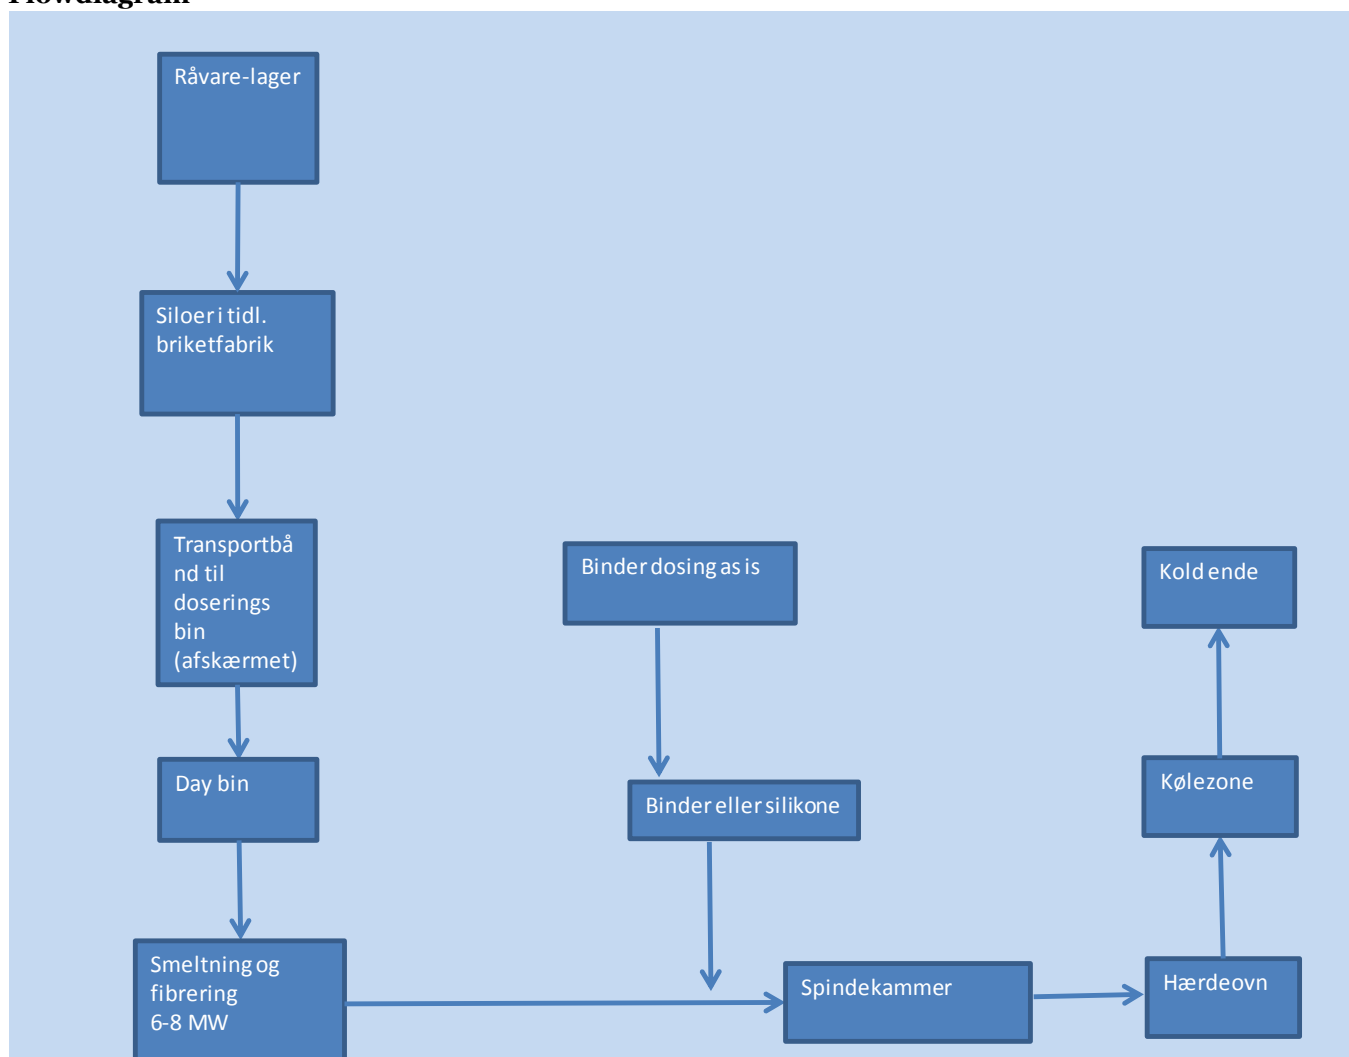 Flowdiagram
Råvare-lager
Siloer i tidl.
briketfabrik
Transportbå
nd til
doserings
bin
(afskærmet)
Day bin
Smeltning og
fibrering
6-8 MW
Binder dosing as is
Binder eller silikone
Spindekammer
Hærdeovn
Kølezone
Kold ende